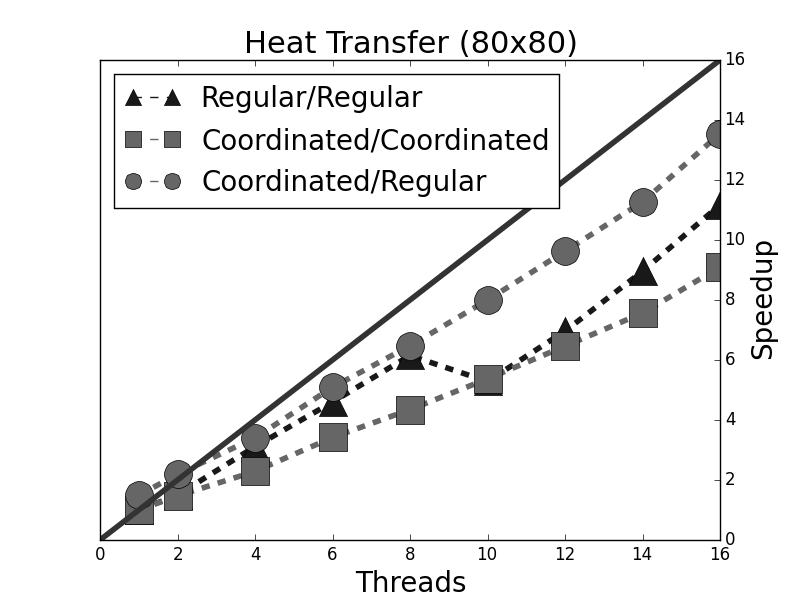 Heat Transfer (80x80)
Regular/Regular
Coordinated/Coordinated
Coordinated/Regular
16
14
12
10
8
6
4
2
0
Speedup
0 2 4 6 8 10 12 14 16
Threads